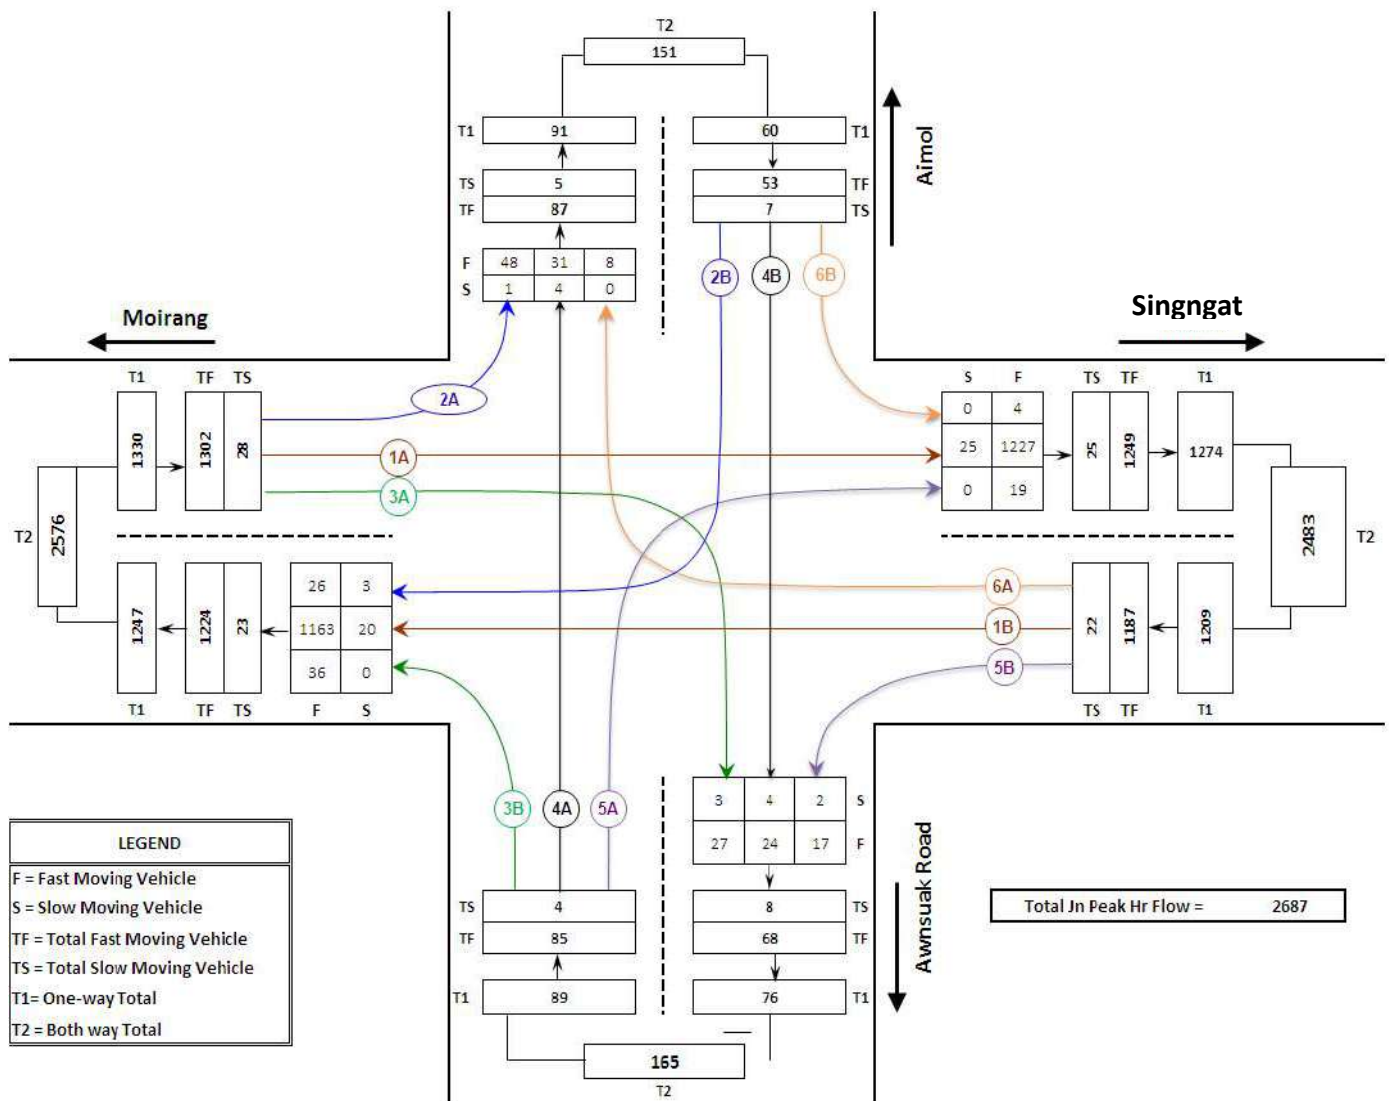 T2
151
T1 91 60 T1
TS 5 53 TF
TF 87 7 TS
F 48 31 8
S 1 4 0
2B 4B 6B
Aimol
Moirang
Singngat
T1 TF TS
1330 1302 28
2A
1A
3A
S F TS TF T1
0 4
25 1227 25 1249 1274
0 19
T2 2576
2483 T2
26 3
1247 1224 23 1163 20
36 0
T1 TF TS F S
6A
1B
5B
22 1187 1209
TS TF T1
3B 4A 5A
3 4 2 S
27 24 17 F
TS 4 8 TS
TF 85 68 TF
T1 89 76 T1
165
T2
Awnsuak Road
LEGEND
F = Fast Moving Vehicle
S = Slow Moving Vehicle
TF = Total Fast Moving Vehicle
TS = Total Slow Moving Vehicle
T1= One-way Total
T2 = Both way Total
Total Jn Peak Hr Flow = 2687